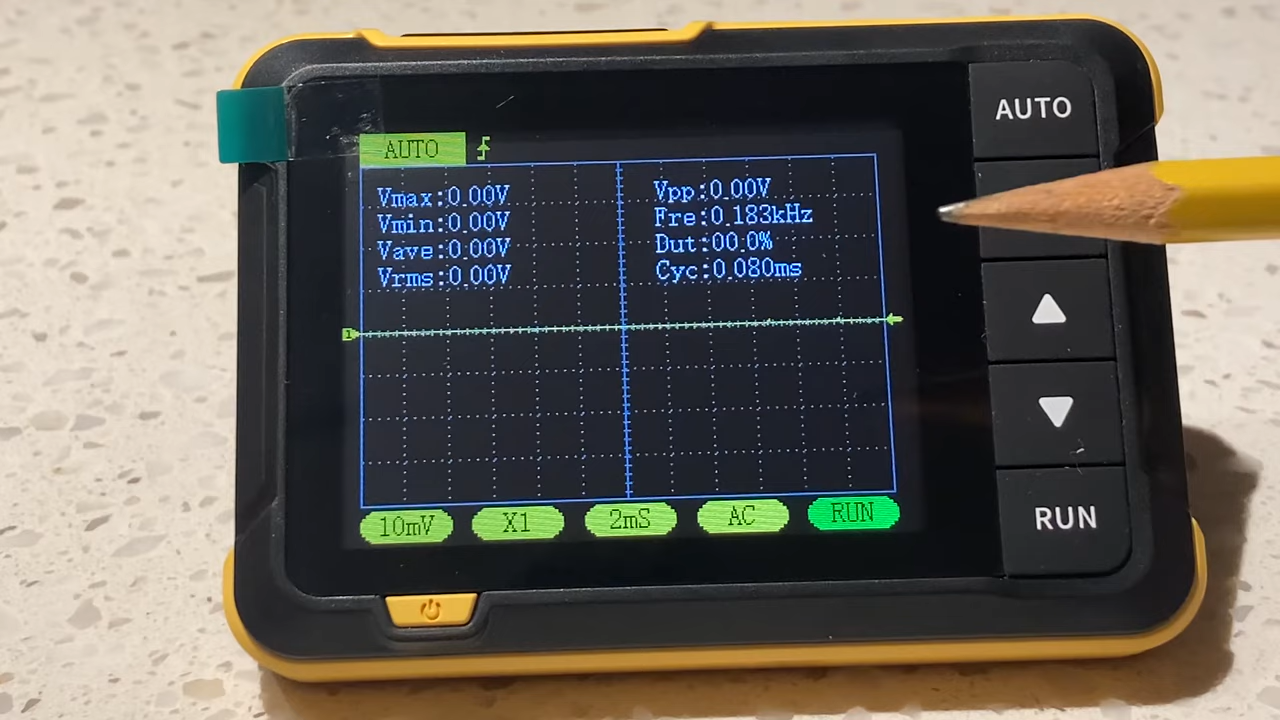 AUTO
AUTO
Vmax:0.00V
Vpp:0.00V
Vmin:0.00V
Fre:0.183kHz
Vave:0.00V
Dut:00.0%
Vrms:0.00V
Cyc:0.080ms
1
10mV
X1
2mS
AC
RUN
RUN